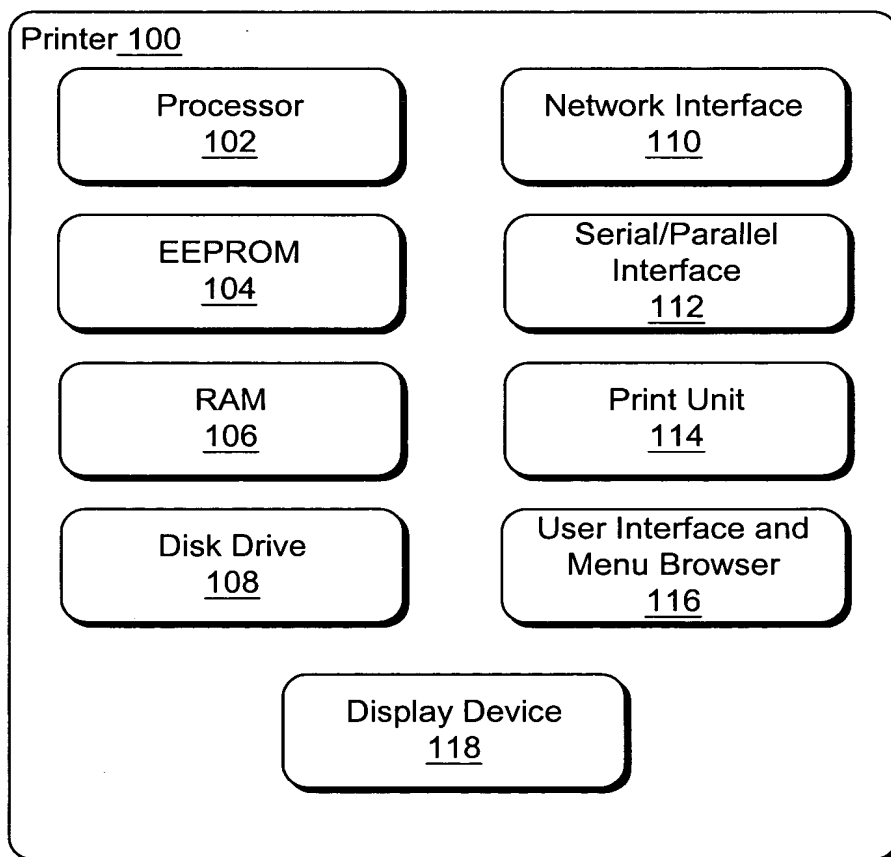 Printer 100
Processor
102
Network Interface
110
EEPROM
104
Serial/Parallel
Interface
112
RAM
106
Print Unit
114
Disk Drive
108
User Interface and
Menu Browser
116
Display Device
118